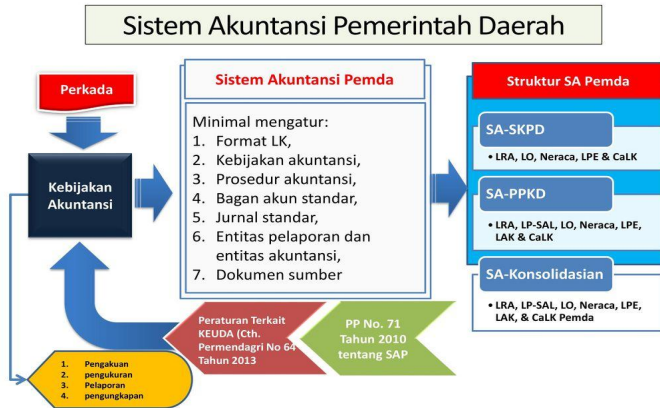 Sistem Akuntansi Pemerintah Daerah
Perkada
Kebijakan
Akuntansi
Sistem Akuntansi Pemda
Minimal mengatur:
1. Format LK,
2. Kebijakan akuntansi,
3. Prosedur akuntansi,
4. Bagan akun standar,
5. Jurnal standar,
6. Entitas pelaporan dan
entitas akuntansi,
7. Dokumen sumber
Struktur SA Pemda
SA-SKPD
• LRA, LO, Neraca, LPE & CaLK
SA-PPKD
• LRA, LP-SAL, LO, Neraca, LPE,
LAK & CaLK
SA-Konsolidasian
• LRA, LP-SAL, LO, Neraca, LPE,
LAK, & CaLK Pemda
Peraturan Terkait
KEUDA (Cth.
Permendagri No 64
Tahun 2013
PP No. 71
Tahun 2010
tentang SAP
1. Pengakuan
2. pengukuran
3. Pelaporan
4. pengungkapan